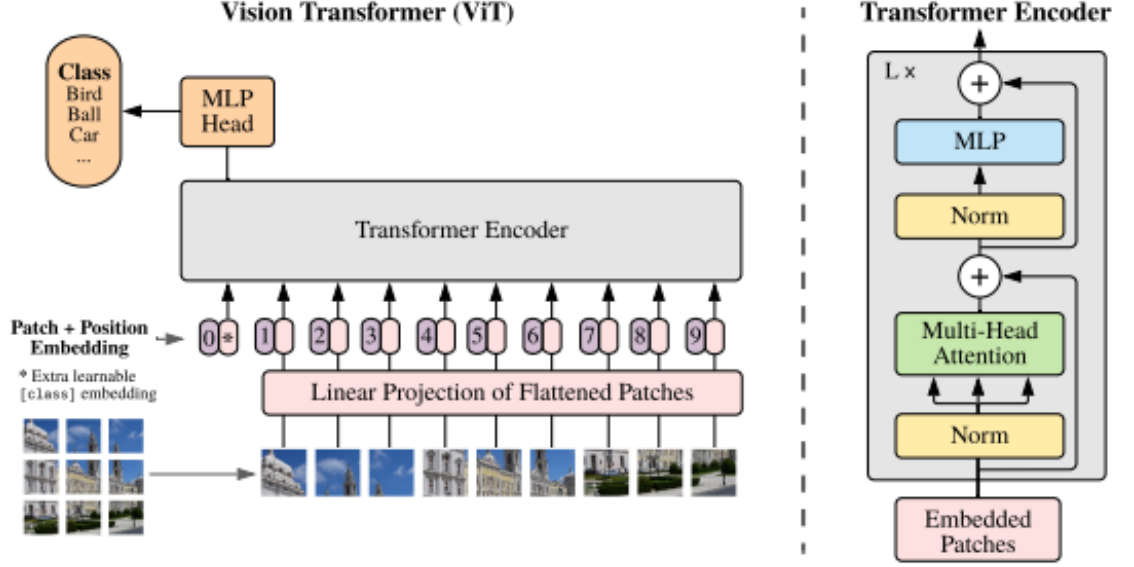 Vision Transformer (ViT)
Class
Bird
Ball
Car
...
MLP
Head
Transformer Encoder
Patch + Position
Embedding
0 * 1 2 3 4 5 6 7 8 9
* Extra learnable
[class] embedding
Linear Projection of Flattened Patches
Transformer Encoder
L ×
+
MLP
Norm
+
Multi-Head
Attention
Norm
Embedded
Patches